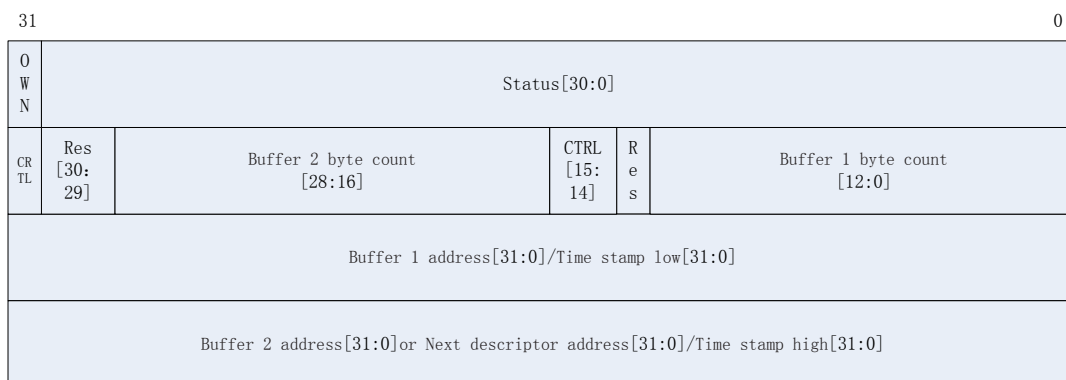 31 0
O
W
N
Status[30:0]
CR
TL
Res
[30:
29]
Buffer 2 byte count
[28:16]
CTRL
[15:
14]
R
e
s
Buffer 1 byte count
[12:0]
Buffer 1 address[31:0]/Time stamp low[31:0]
Buffer 2 address[31:0]or Next descriptor address[31:0]/Time stamp high[31:0]